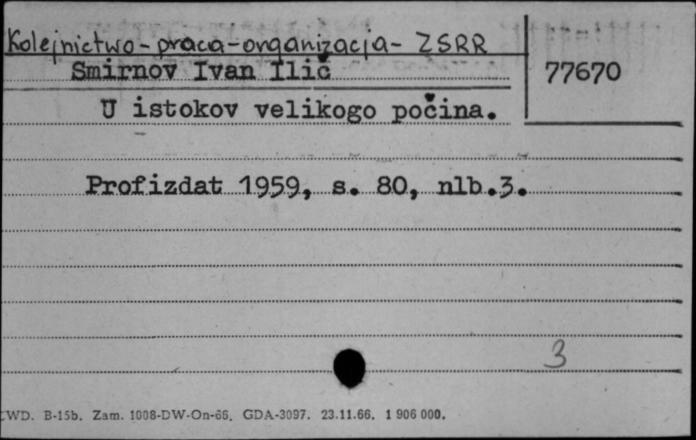 Kolejnictwo - praca - organizacja - ZSRR
Smirnov Ivan Ilič
77670
U istokov velikogo počina.
Profizdat 1959, s. 80, nlb.3.
3
CWD. B-15b. Zam. 1008-DW-On-66. GDA-3097. 23.11.66. 1 906 000.